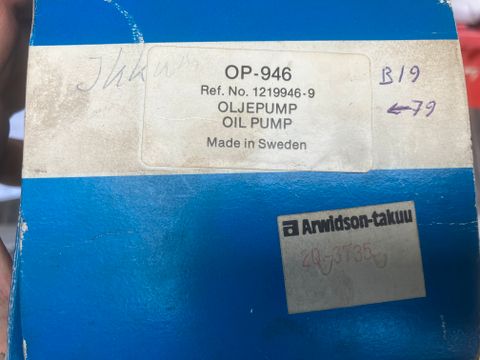 OP-946
Ref. No. 1219946-9
OLJEPUMP
OIL PUMP
Made in Sweden
B19
←79
Arwidson-takuu